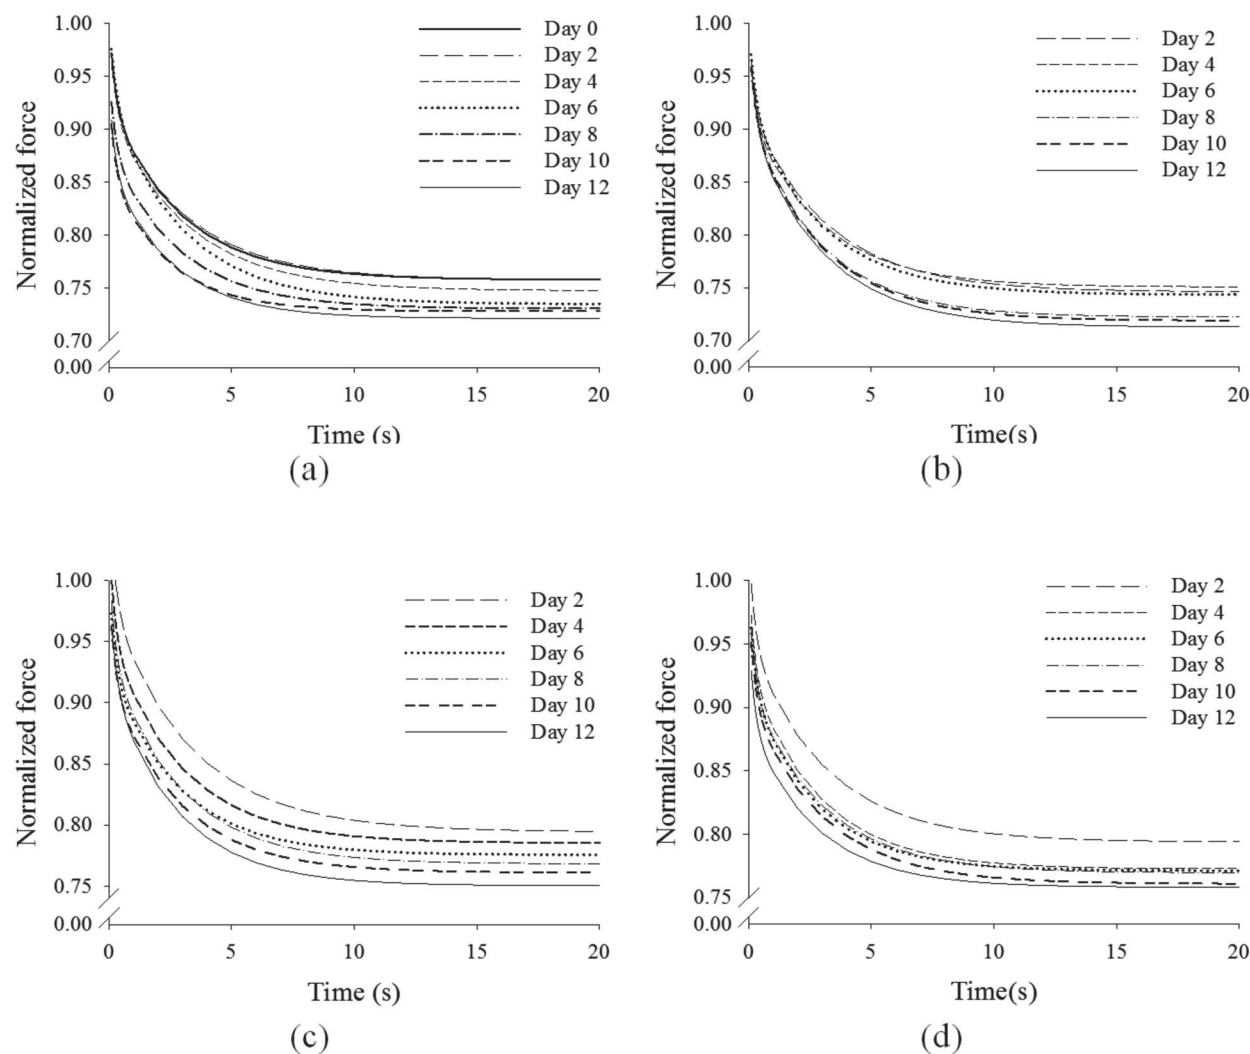 1.00
0.95
0.90
0.85
0.80
0.75
0.70
0.00
Normalized force
Day 0
Day 2
Day 4
Day 6
Day 8
Day 10
Day 12
0 5 10 15 20
Time (s)
(a)
1.00
0.95
0.90
0.85
0.80
0.75
0.70
0.00
Normalized force
Day 2
Day 4
Day 6
Day 8
Day 10
Day 12
0 5 10 15 20
Time(s)
(b)
1.00
0.95
0.90
0.85
0.80
0.75
0.00
Normalized force
Day 2
Day 4
Day 6
Day 8
Day 10
Day 12
0 5 10 15 20
Time (s)
(c)
1.00
0.95
0.90
0.85
0.80
0.75
0.00
Normalized force
Day 2
Day 4
Day 6
Day 8
Day 10
Day 12
0 5 10 15 20
Time(s)
(d)